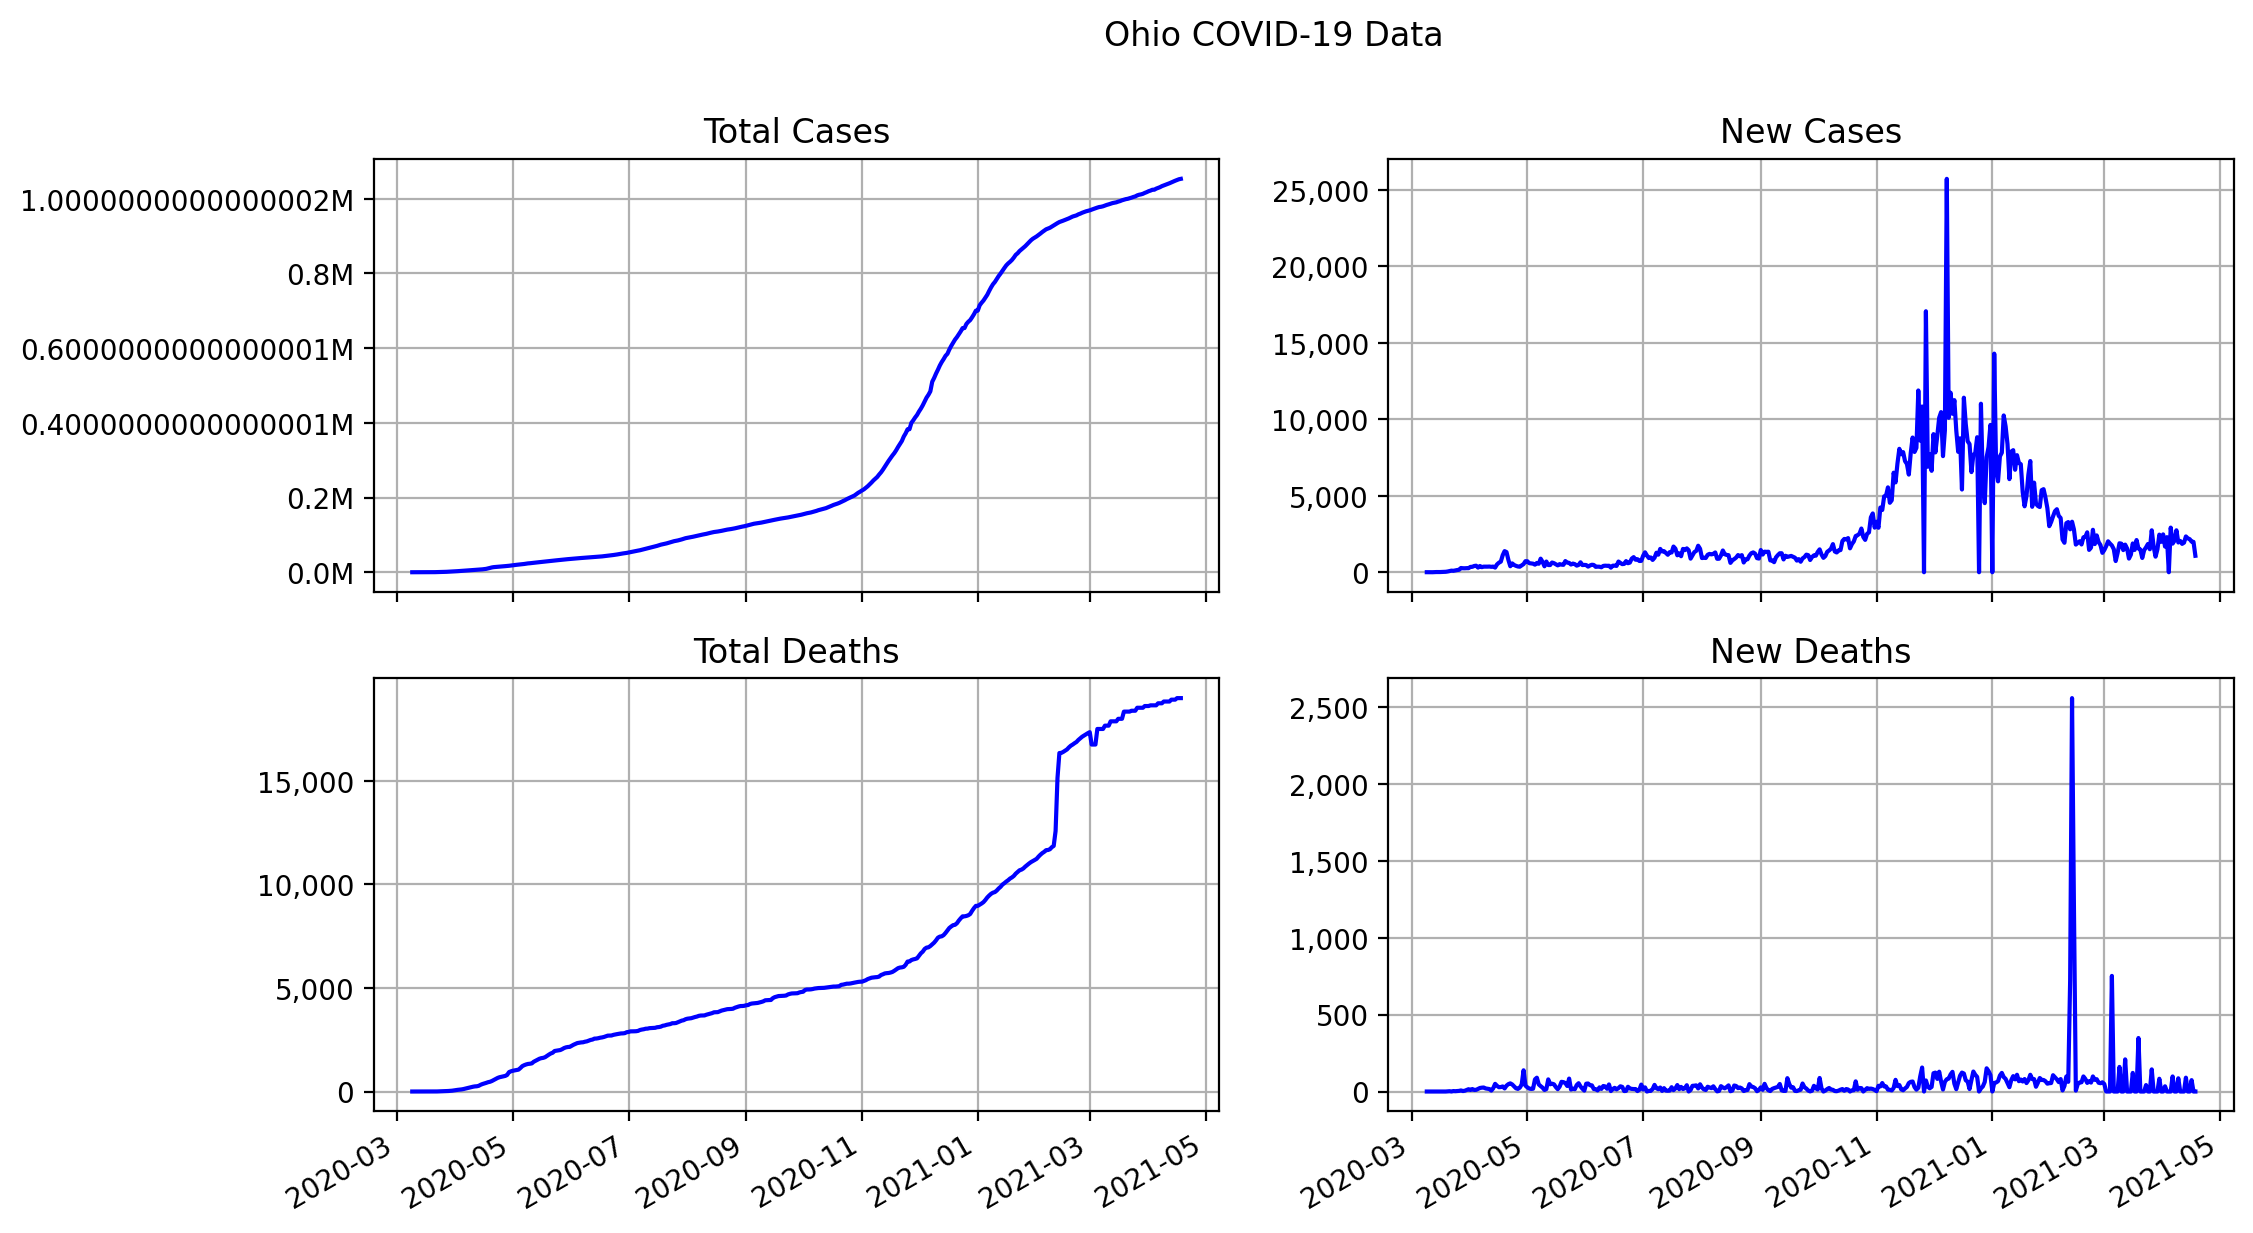 Ohio COVID-19 Data
Total Cases
1.0000000000000002M
0.8M
0.6000000000000001M
0.4000000000000001M
0.2M
0.0M
New Cases
25,000
20,000
15,000
10,000
5,000
0
Total Deaths
15,000
10,000
5,000
0
2020-03
2020-05
2020-07
2020-09
2020-11
2021-01
2021-03
2021-05
New Deaths
2,500
2,000
1,500
1,000
500
0
2020-03
2020-05
2020-07
2020-09
2020-11
2021-01
2021-03
2021-05